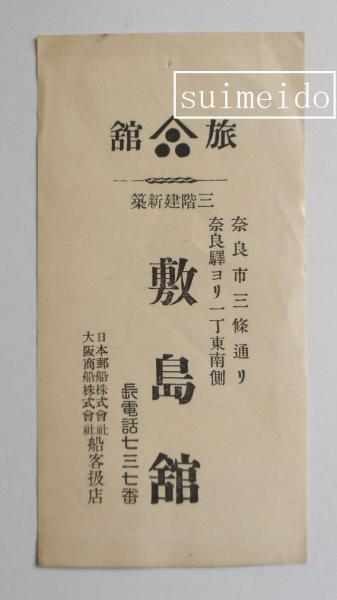 suimeido
旅舘
三階建新築
奈良市三條通リ
奈良驛ヨリ一丁東南側
敷島舘
長電話七三七番
日本郵船株式會社
大阪商船株式會社
船客扱店